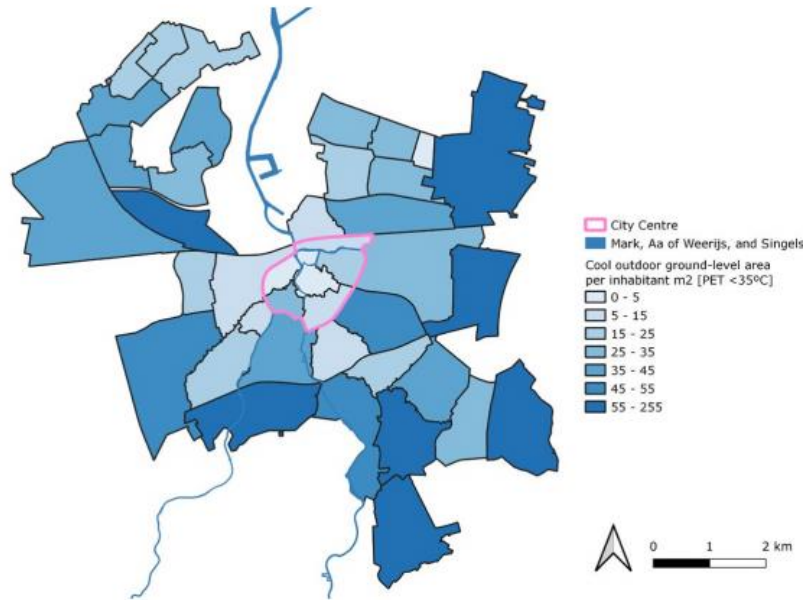 City Centre
Mark, Aa of Weerijs, and Singels
Cool outdoor ground-level area
per inhabitant m2 [PET <35ºC]
0 - 5
5 - 15
15 - 25
25 - 35
35 - 45
45 - 55
55 - 255
0 1 2 km